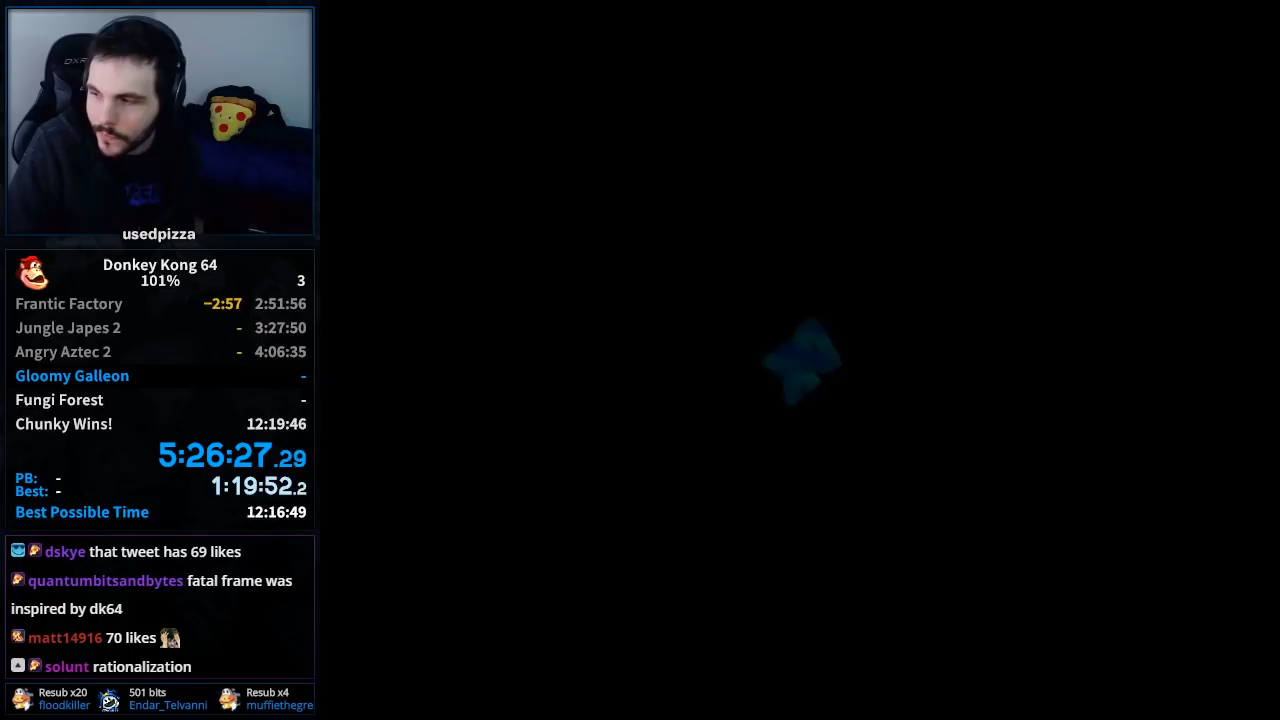 DXR
usedpizza
Donkey Kong 64
101% 3
Frantic Factory −2:57 2:51:56
Jungle Japes 2 - 3:27:50
Angry Aztec 2 - 4:06:35
Gloomy Galleon -
Fungi Forest -
Chunky Wins! 12:19:46
5:26:27.29
PB: -
Best: - 1:19:52.2
Best Possible Time 12:16:49
dskye that tweet has 69 likes
quantumbitsandbytes fatal frame was
inspired by dk64
matt14916 70 likes
solunt rationalization
Resub x20 501 bits Resub x4
floodkiller Endar_Telvanni muffiethegre